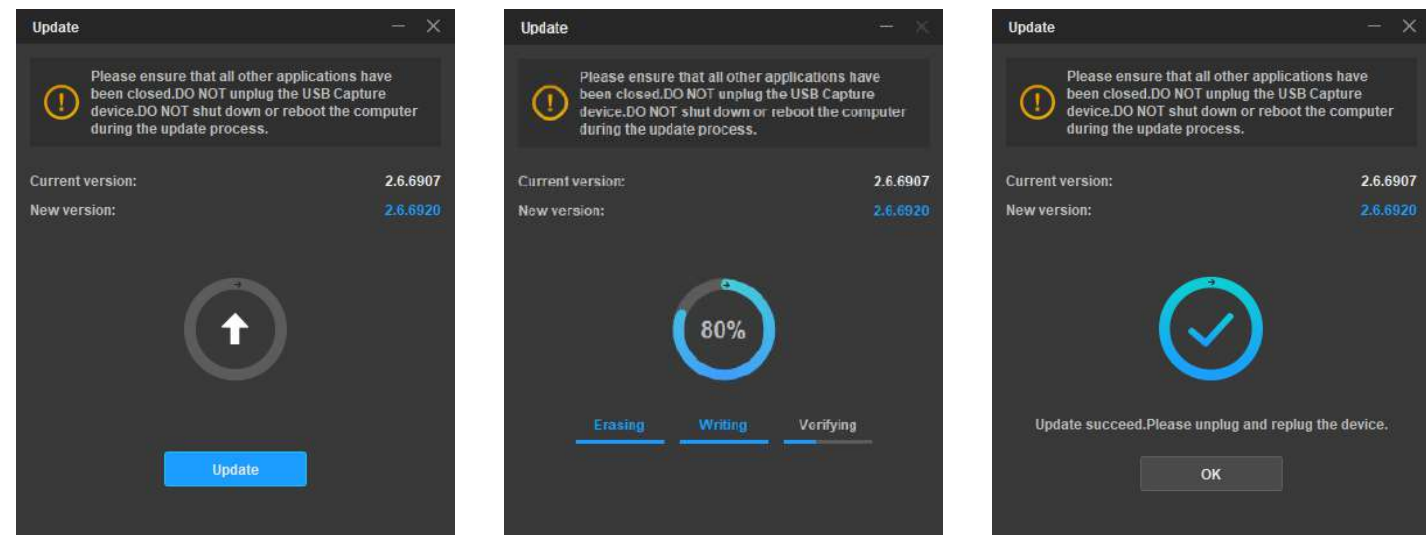 Update
Please ensure that all other applications have
been closed.DO NOT unplug the USB Capture
device.DO NOT shut down or reboot the computer
during the update process.
Current version: 2.6.6907
New version: 2.6.6920
Update
Update
Please ensure that all other applications have
been closed.DO NOT unplug the USB Capture
device.DO NOT shut down or reboot the computer
during the update process.
Current version: 2.6.6907
New version: 2.6.6920
80%
Erasing Writing Verifying
Update
Please ensure that all other applications have
been closed.DO NOT unplug the USB Capture
device.DO NOT shut down or reboot the computer
during the update process.
Current version: 2.6.6907
New version: 2.6.6920
Update succeed.Please unplug and replug the device.
OK